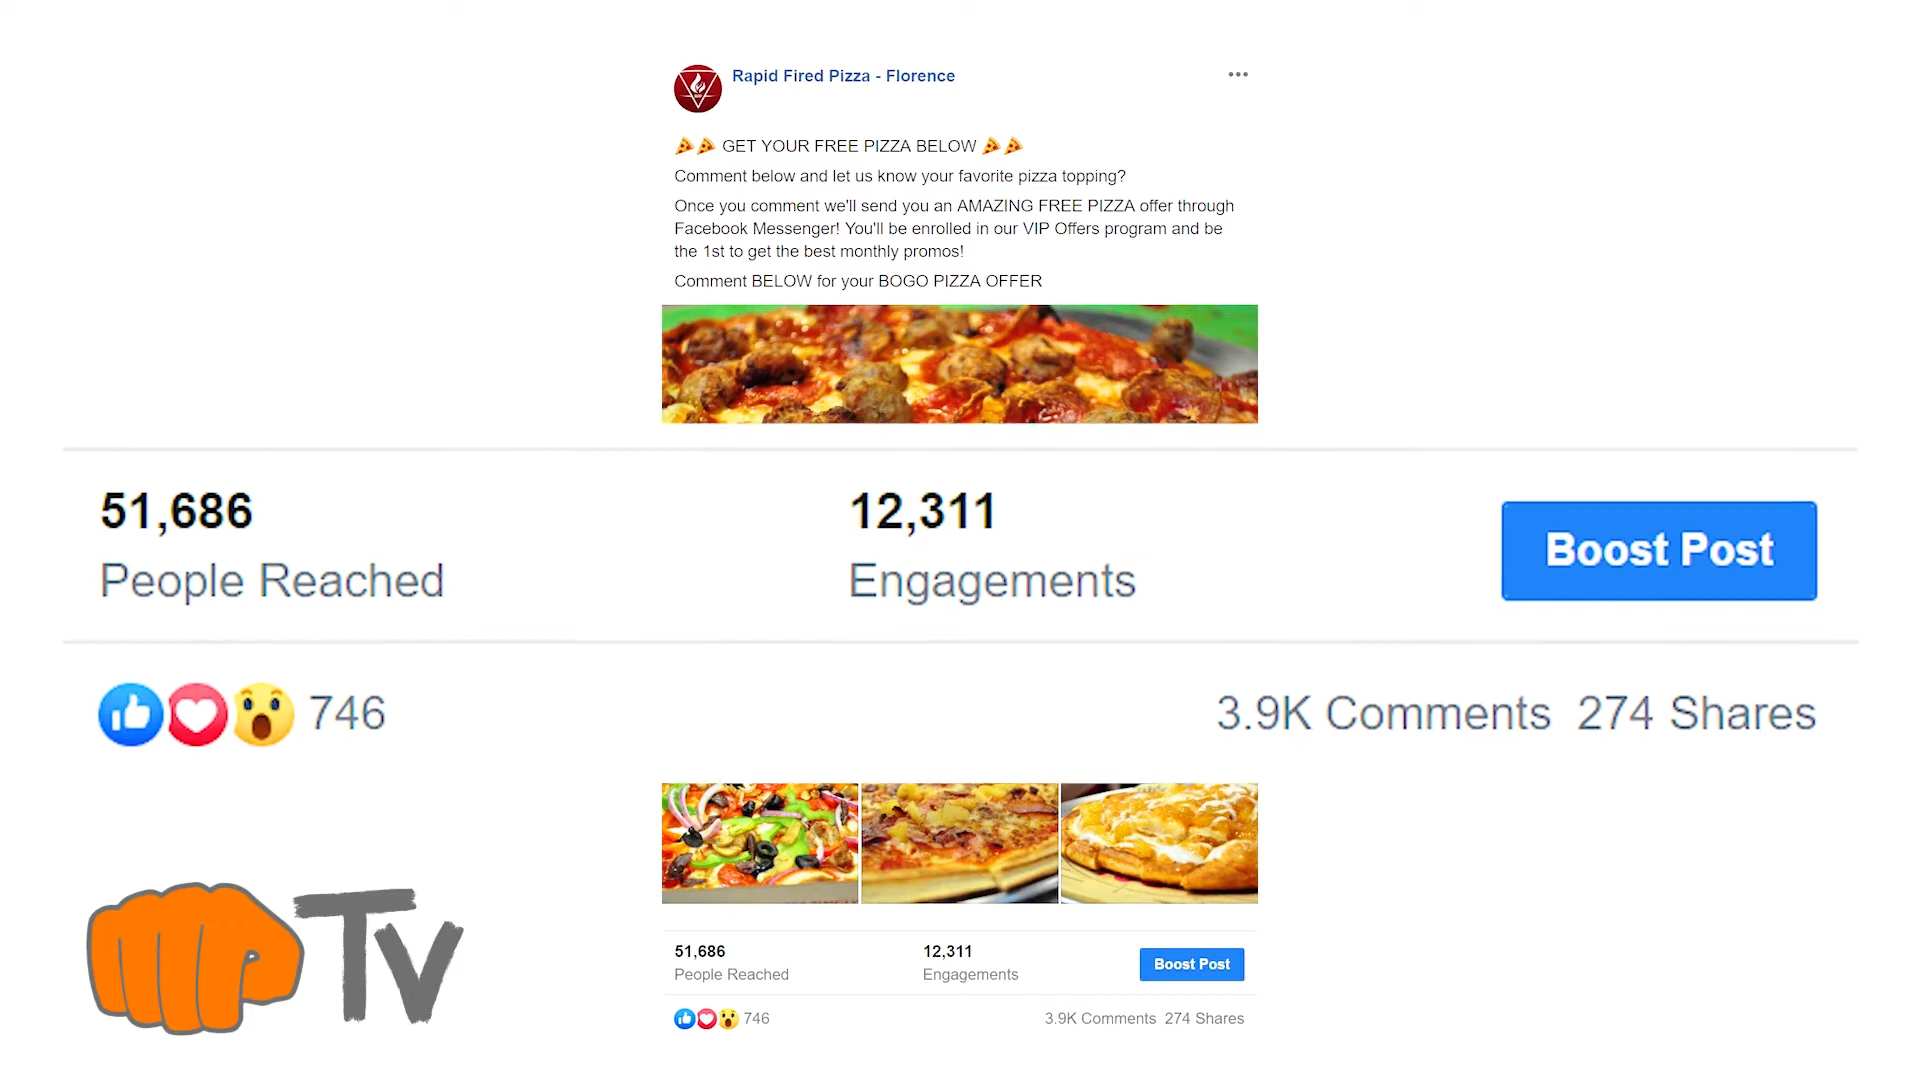 Rapid Fired Pizza - Florence
🍕🍕 GET YOUR FREE PIZZA BELOW 🍕🍕
Comment below and let us know your favorite pizza topping?
Once you comment we'll send you an AMAZING FREE PIZZA offer through
Facebook Messenger! You'll be enrolled in our VIP Offers program and be
the 1st to get the best monthly promos!
Comment BELOW for your BOGO PIZZA OFFER
51,686
People Reached
12,311
Engagements
Boost Post
746
3.9K Comments 274 Shares
51,686
People Reached
12,311
Engagements
Boost Post
746
3.9K Comments 274 Shares
Tv